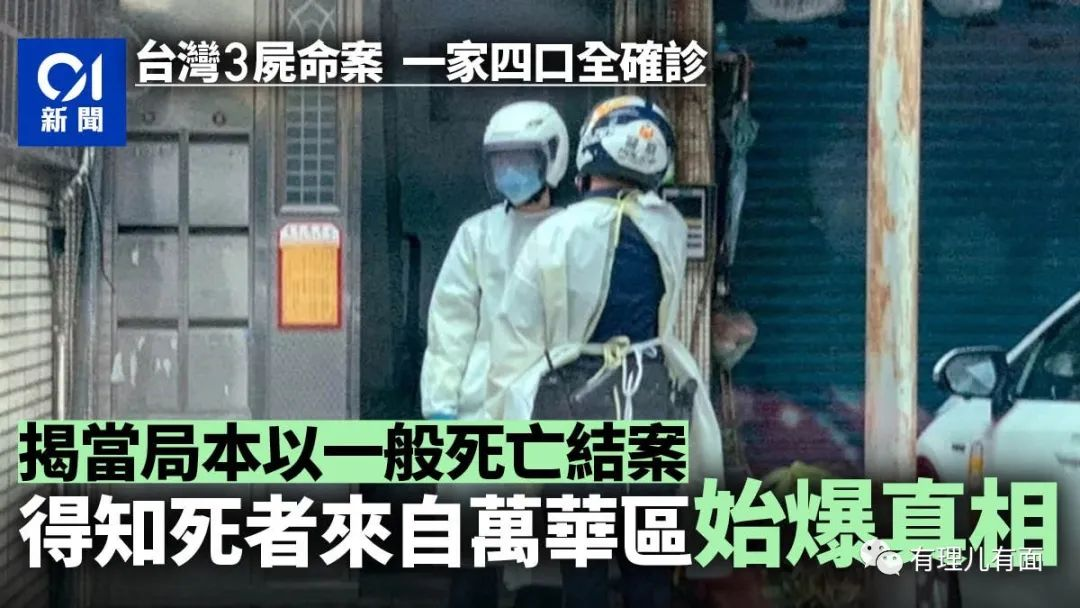 01
新聞
台灣3屍命案 一家四口全確診
揭當局本以一般死亡結案
得知死者來自萬華區始爆真相
有理儿有面